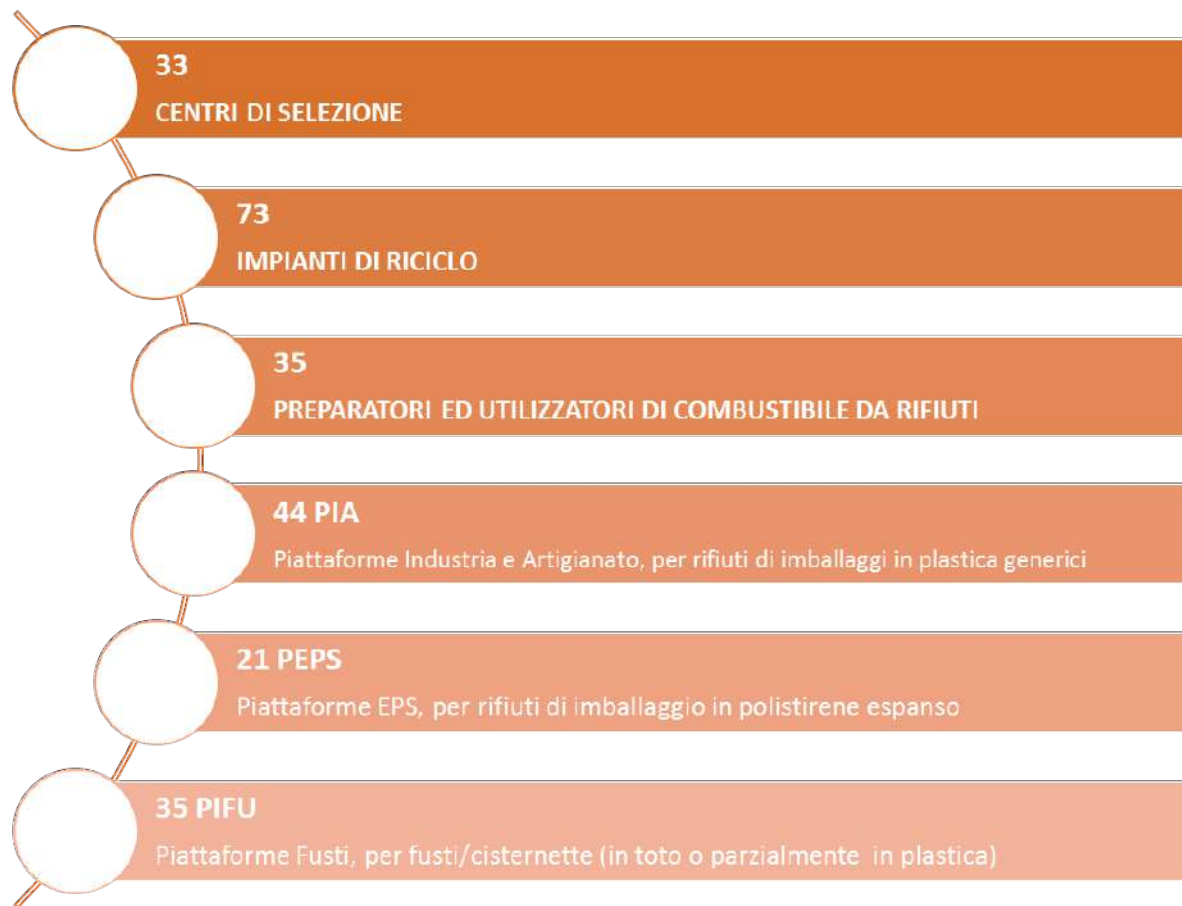 33
CENTRI DI SELEZIONE
73
IMPIANTI DI RICICLO
35
PREPARATORI ED UTILIZZATORI DI COMBUSTIBILE DA RIFIUTI
44 PIA
Piattaforme Industria e Artigianato, per rifiuti di imballaggi in plastica generici
21 PEPS
Piattaforme EPS, per rifiuti di imballaggio in polistirene espanso
35 PIFU
Piattaforme Fusti, per fusti/cisternette (in toto o parzialmente in plastica)